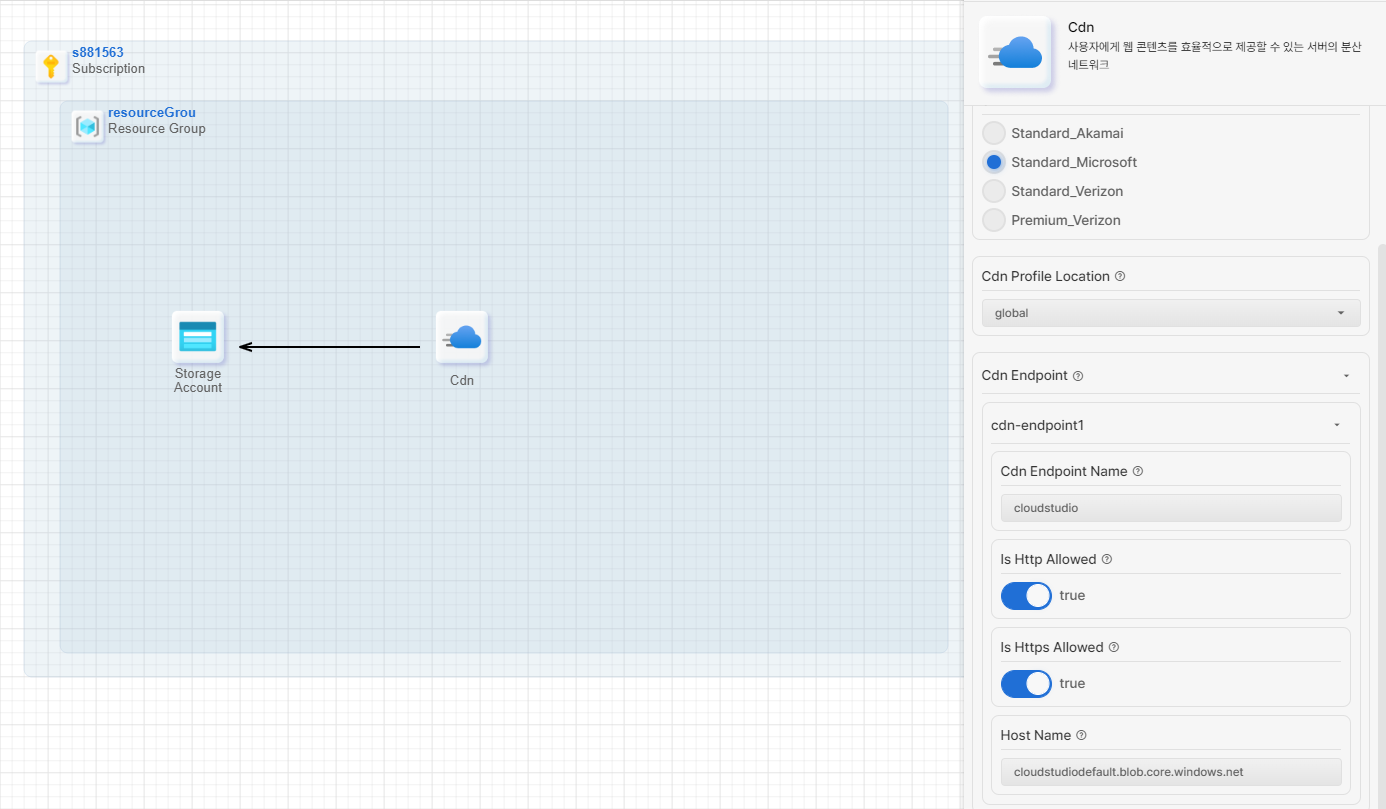 s881563
Subscription
resourceGrou
Resource Group
Storage
Account
Cdn
Cdn
사용자에게 웹 콘텐츠를 효율적으로 제공할 수 있는 서버의 분산
네트워크
Standard_Akamai
Standard_Microsoft
Standard_Verizon
Premium_Verizon
Cdn Profile Location
global
Cdn Endpoint
cdn-endpoint1
Cdn Endpoint Name
cloudstudio
Is Http Allowed
true
Is Https Allowed
true
Host Name
cloudstudiodefault.blob.core.windows.net